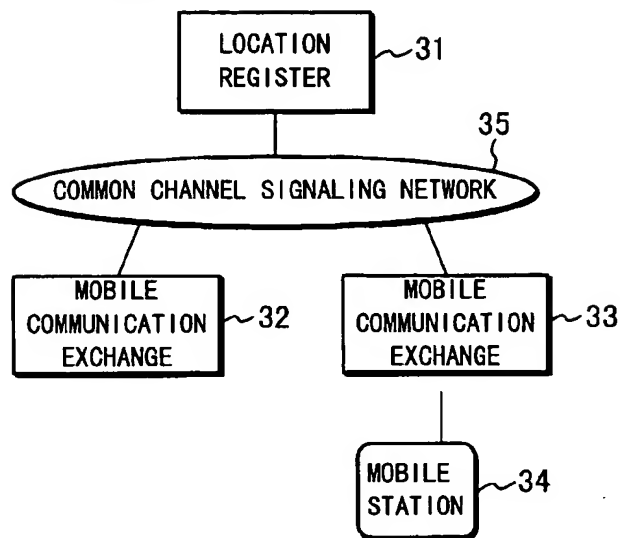 LOCATION
REGISTER
31
35
COMMON CHANNEL SIGNALING NETWORK
MOBILE
COMMUNICATION
EXCHANGE
32
MOBILE
COMMUNICATION
EXCHANGE
33
MOBILE
STATION
34